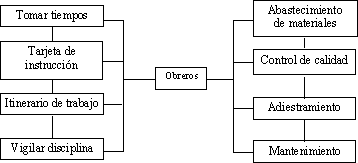 Tomar tiempos
Tarjeta de
instrucción
Itinerario de trabajo
Vigilar disciplina
Obreros
Abastecimiento
de materiales
Control de calidad
Adiestramiento
Mantenimiento